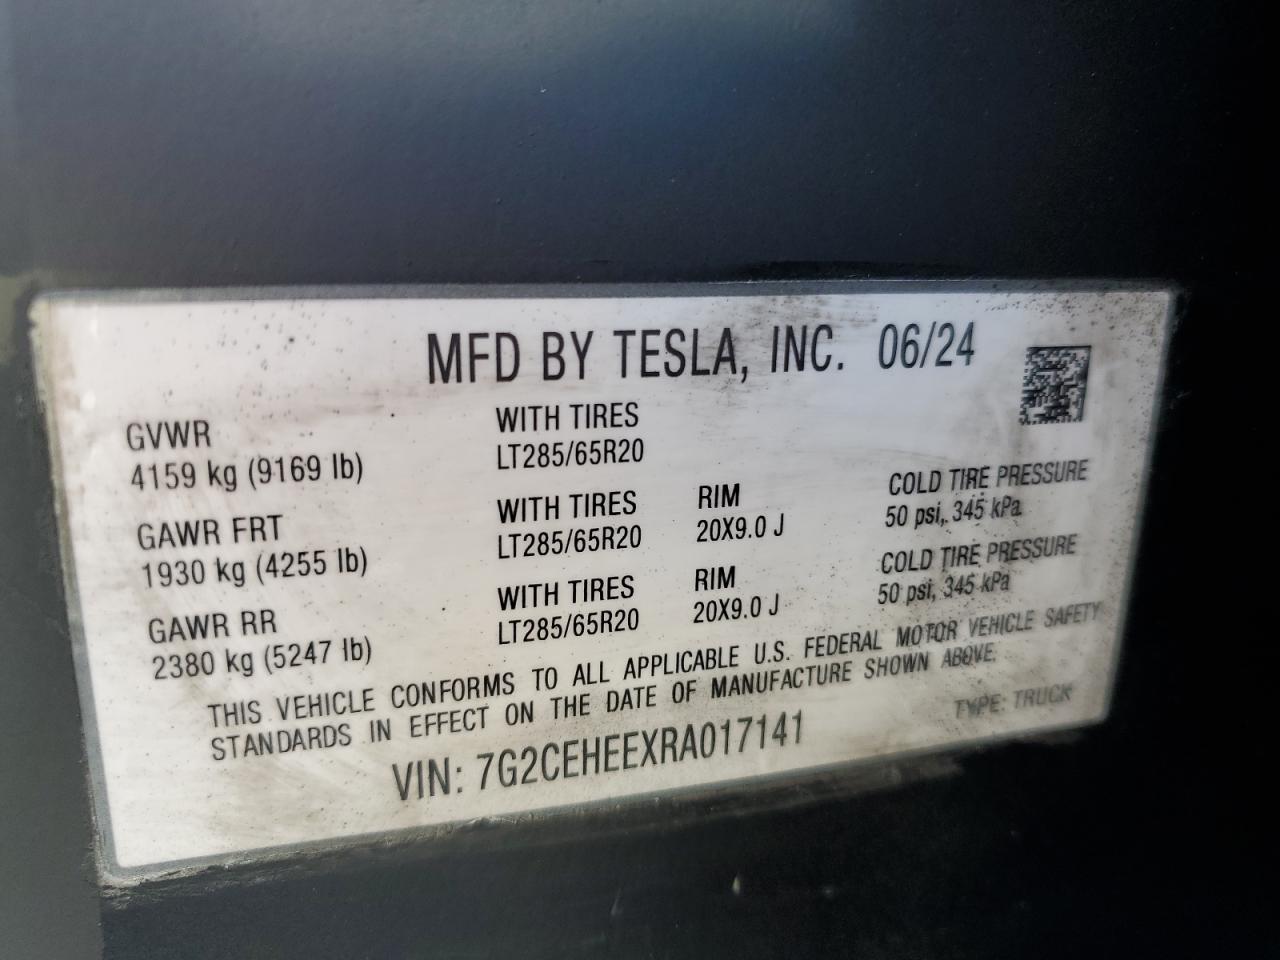 MFD BY TESLA, INC. 06/24
GVWR
4159 kg (9169 lb)
WITH TIRES
LT285/65R20
GAWR FRT
1930 kg (4255 lb)
WITH TIRES
LT285/65R20
RIM
20X9.0 J
COLD TIRE PRESSURE
50 psi, 345 kPa
GAWR RR
2380 kg (5247 lb)
WITH TIRES
LT285/65R20
RIM
20X9.0 J
COLD TIRE PRESSURE
50 psi, 345 kPa
THIS VEHICLE CONFORMS TO ALL APPLICABLE U.S. FEDERAL MOTOR VEHICLE SAFETY
STANDARDS IN EFFECT ON THE DATE OF MANUFACTURE SHOWN ABOVE.
VIN: 7G2CEHEEXRA017141
TYPE: TRUCK